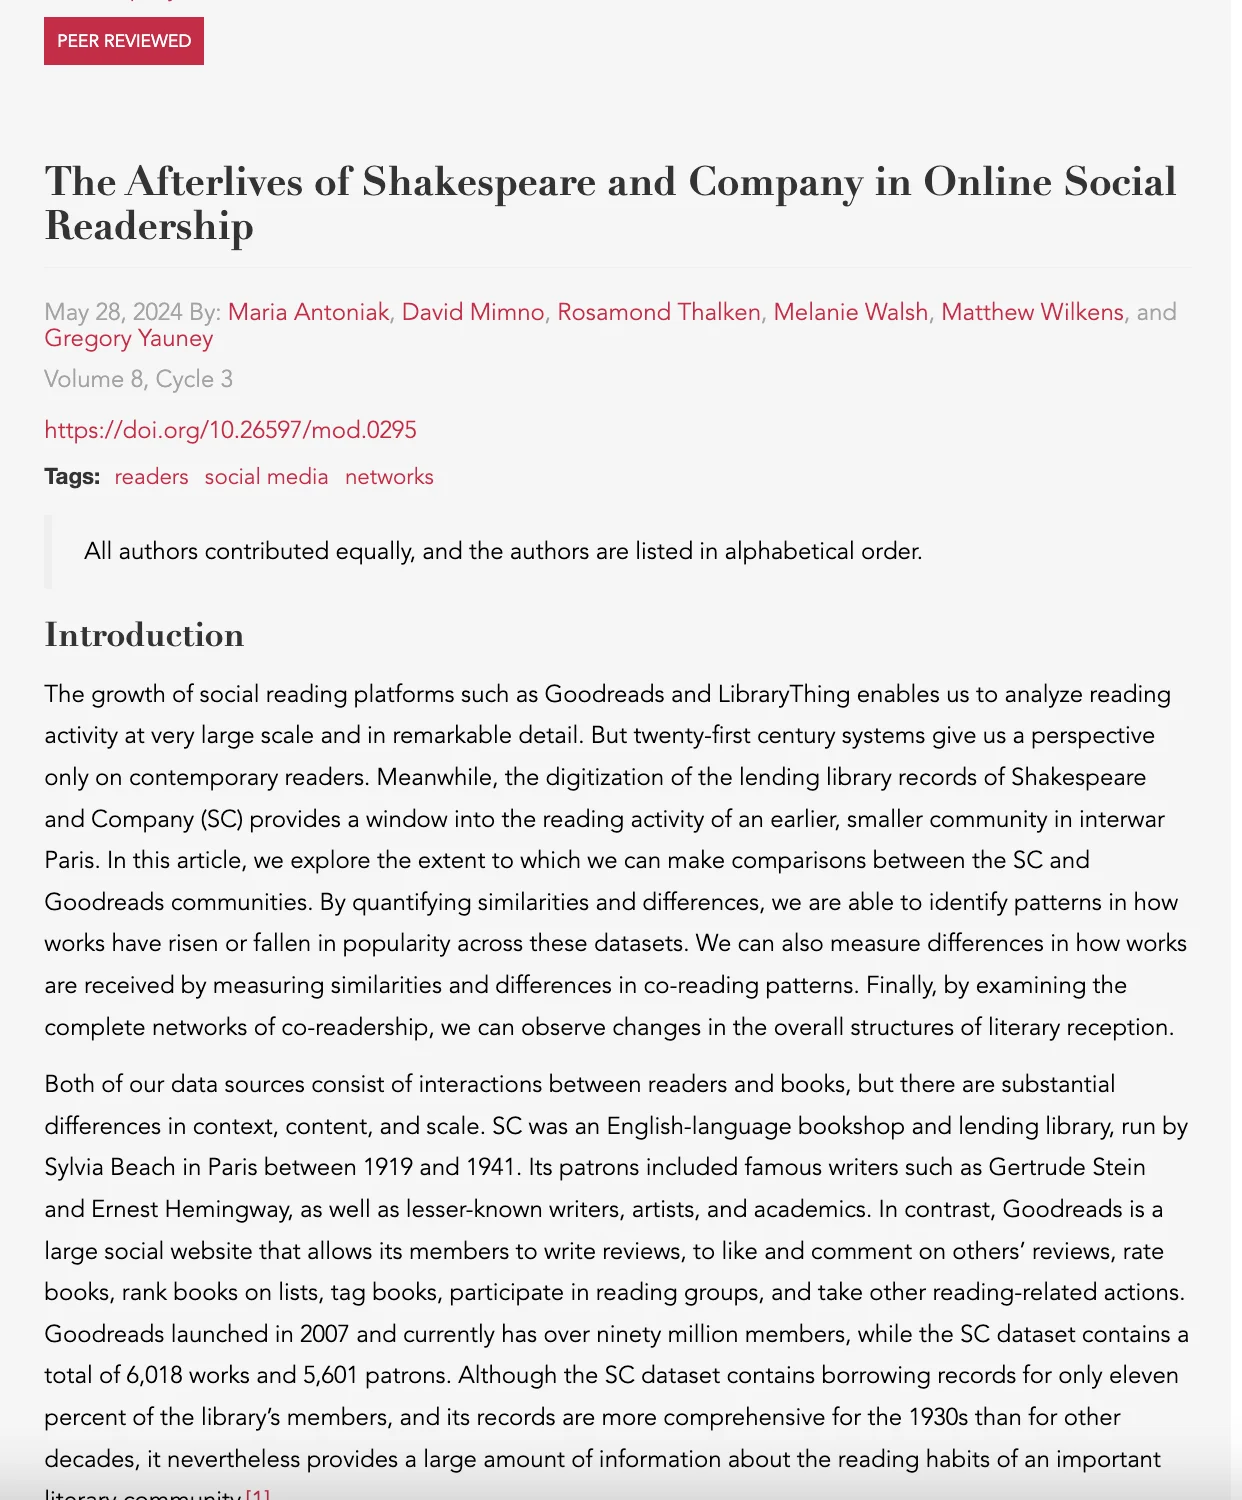 PEER REVIEWED
The Afterlives of Shakespeare and Company in Online Social
Readership
May 28, 2024 By: Maria Antoniak, David Mimno, Rosamond Thalken, Melanie Walsh, Matthew Wilkens, and
Gregory Yauney
Volume 8, Cycle 3
https://doi.org/10.26597/mod.0295
Tags: readers social media networks
All authors contributed equally, and the authors are listed in alphabetical order.
Introduction
The growth of social reading platforms such as Goodreads and LibraryThing enables us to analyze reading
activity at very large scale and in remarkable detail. But twenty-first century systems give us a perspective
only on contemporary readers. Meanwhile, the digitization of the lending library records of Shakespeare
and Company (SC) provides a window into the reading activity of an earlier, smaller community in interwar
Paris. In this article, we explore the extent to which we can make comparisons between the SC and
Goodreads communities. By quantifying similarities and differences, we are able to identify patterns in how
works have risen or fallen in popularity across these datasets. We can also measure differences in how works
are received by measuring similarities and differences in co-reading patterns. Finally, by examining the
complete networks of co-readership, we can observe changes in the overall structures of literary reception.
Both of our data sources consist of interactions between readers and books, but there are substantial
differences in context, content, and scale. SC was an English-language bookshop and lending library, run by
Sylvia Beach in Paris between 1919 and 1941. Its patrons included famous writers such as Gertrude Stein
and Ernest Hemingway, as well as lesser-known writers, artists, and academics. In contrast, Goodreads is a
large social website that allows its members to write reviews, to like and comment on others’ reviews, rate
books, rank books on lists, tag books, participate in reading groups, and take other reading-related actions.
Goodreads launched in 2007 and currently has over ninety million members, while the SC dataset contains a
total of 6,018 works and 5,601 patrons. Although the SC dataset contains borrowing records for only eleven
percent of the library’s members, and its records are more comprehensive for the 1930s than for other
decades, it nevertheless provides a large amount of information about the reading habits of an important
literary community.[1]